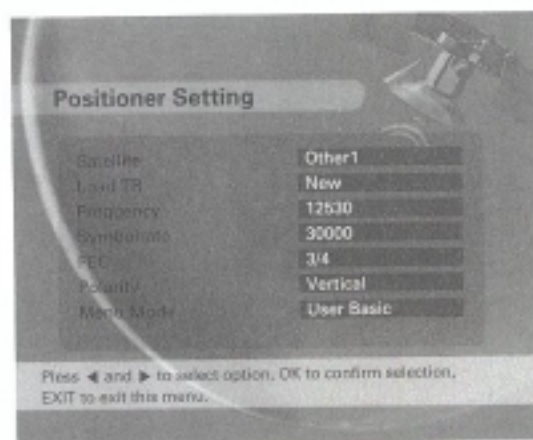 Positioner Setting
Satellite Other1
Load TR New
Frequency 12530
Symbolrate 30000
FEC 3/4
Polarity Vertical
Menu Mode User Basic
Press ◀ and ▶ to select option, OK to confirm selection,
EXIT to exit this menu.